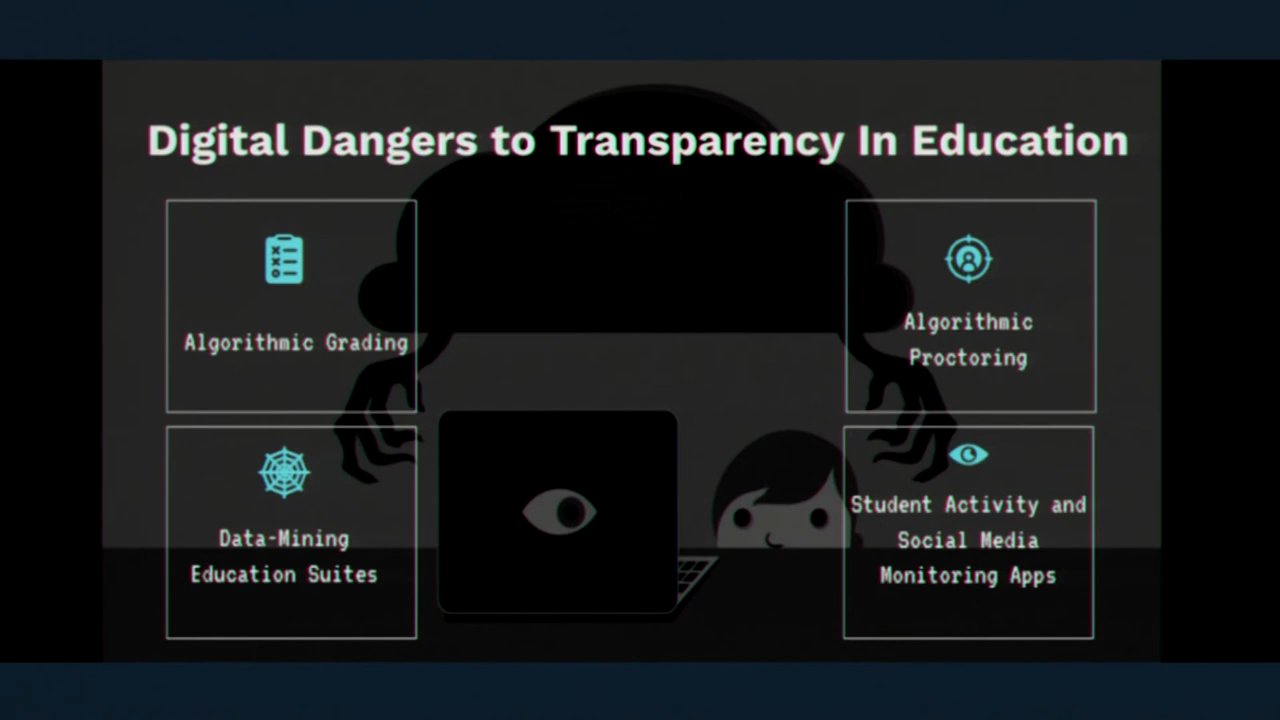 Digital Dangers to Transparency In Education
Algorithmic Grading
Algorithmic
Proctoring
Data-Mining
Education Suites
Student Activity and
Social Media
Monitoring Apps